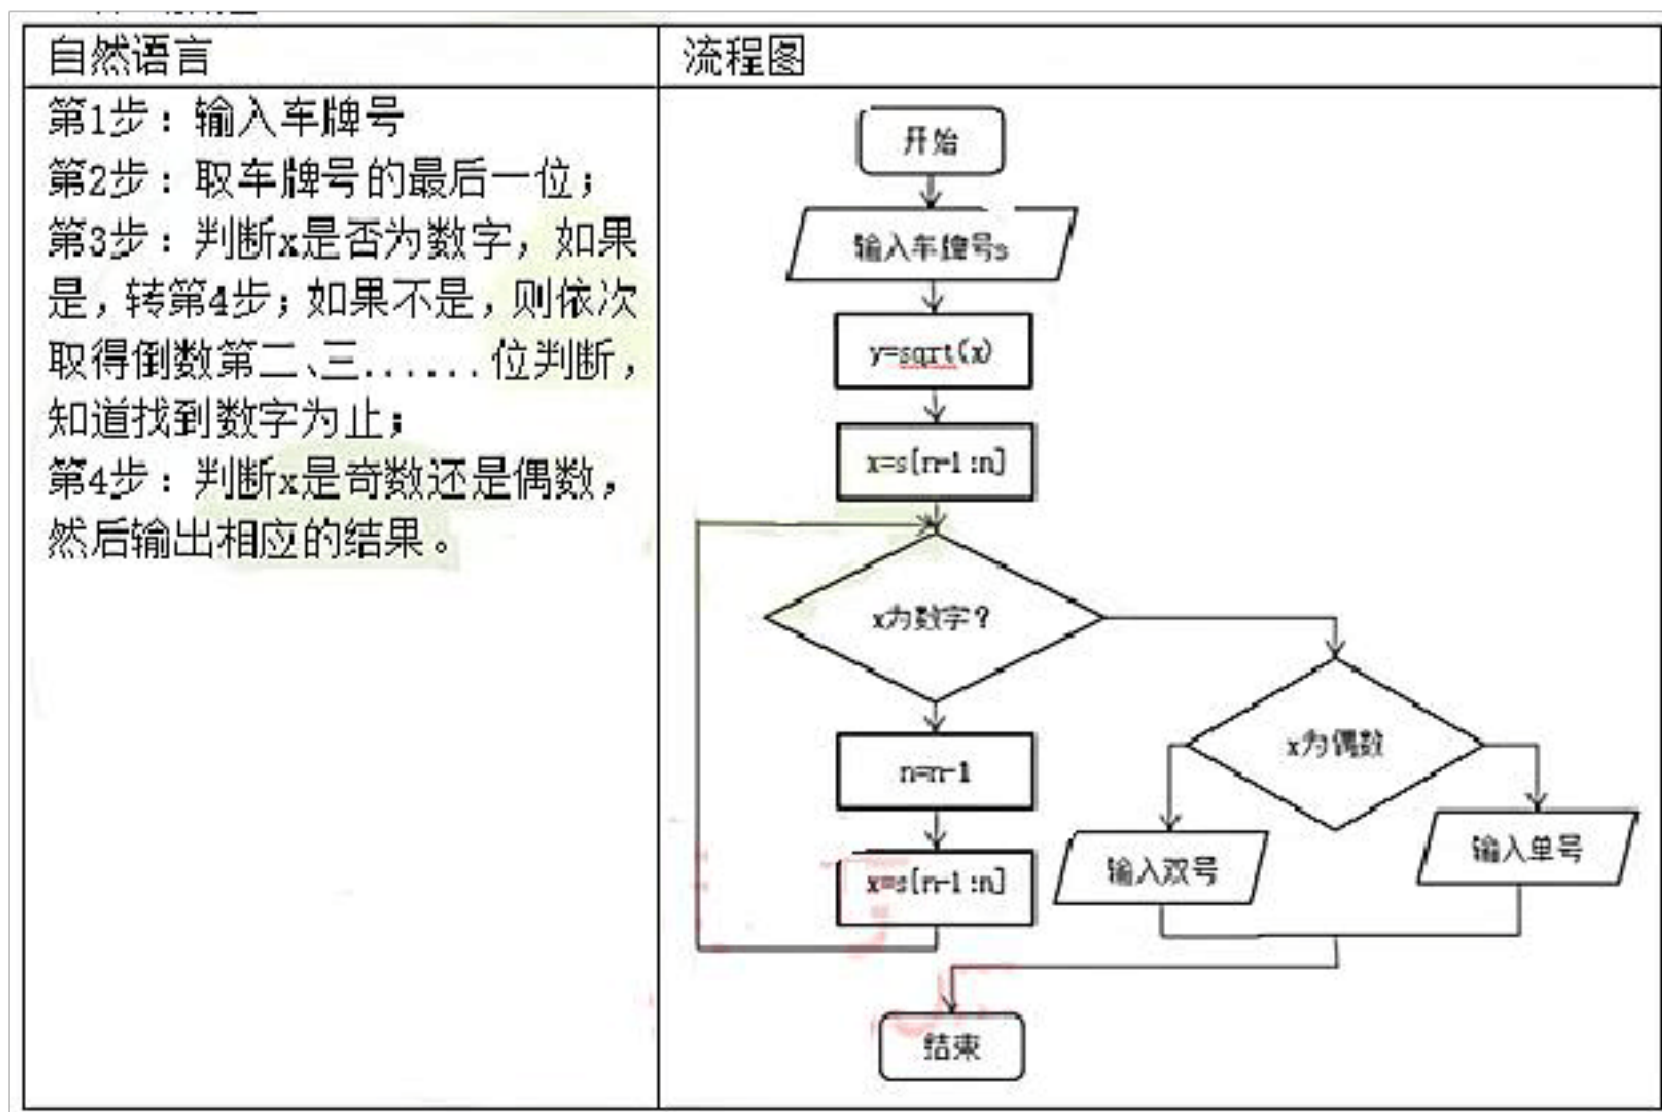 自然语言
流程图
第1步：输入车牌号
第2步：取车牌号的最后一位；
第3步：判断x是否为数字，如果
是，转第4步；如果不是，则依次
取得倒数第二、三......位判断，
知道找到数字为止；
第4步：判断x是奇数还是偶数，
然后输出相应的结果。
开始
输入车牌号s
y=sqrt(x)
x=s[n-1:n]
x为数字?
x为偶数
n=n-1
输入双号
输入单号
x=s[n-1:n]
结束